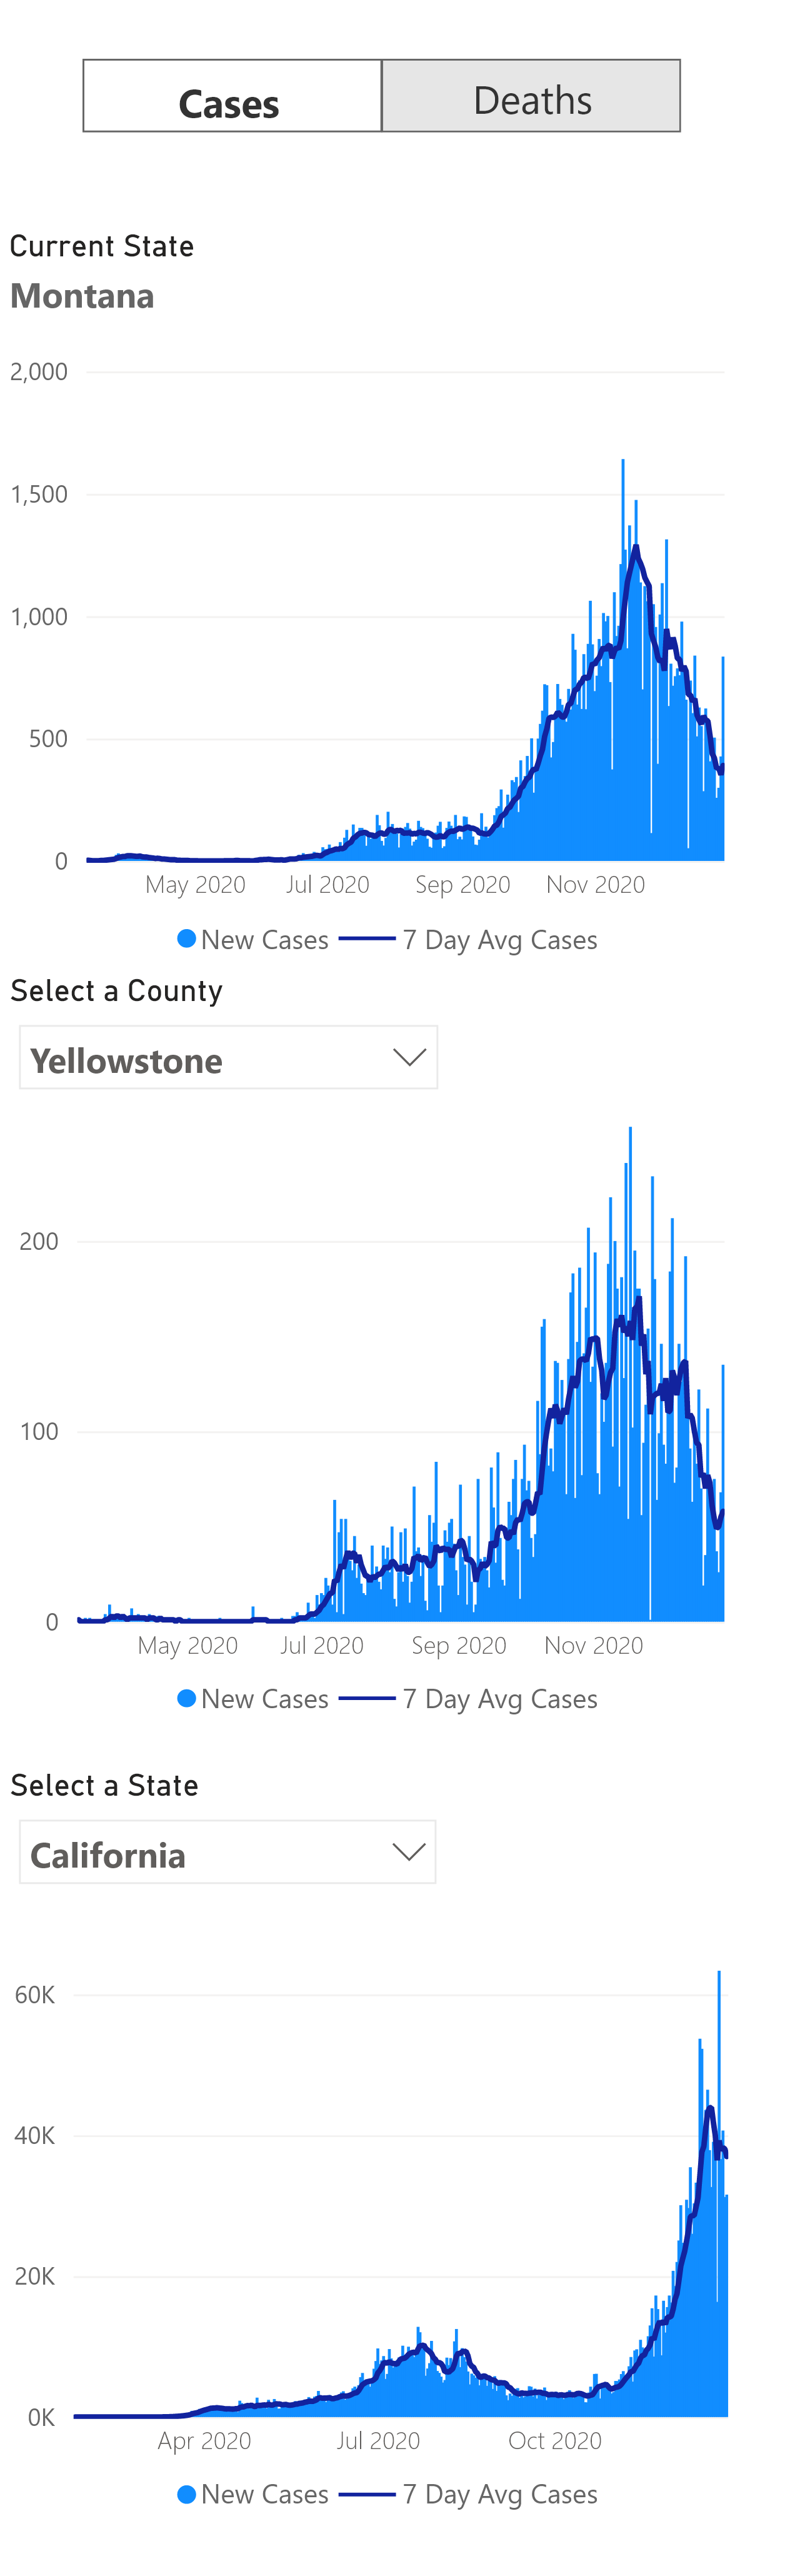 Cases Deaths
Current State
Montana
2,000
1,500
1,000
500
0
May 2020 Jul 2020 Sep 2020 Nov 2020
New Cases 7 Day Avg Cases
Select a County
Yellowstone
200
100
0
May 2020 Jul 2020 Sep 2020 Nov 2020
New Cases 7 Day Avg Cases
Select a State
California
60K
40K
20K
0K
Apr 2020 Jul 2020 Oct 2020
New Cases 7 Day Avg Cases